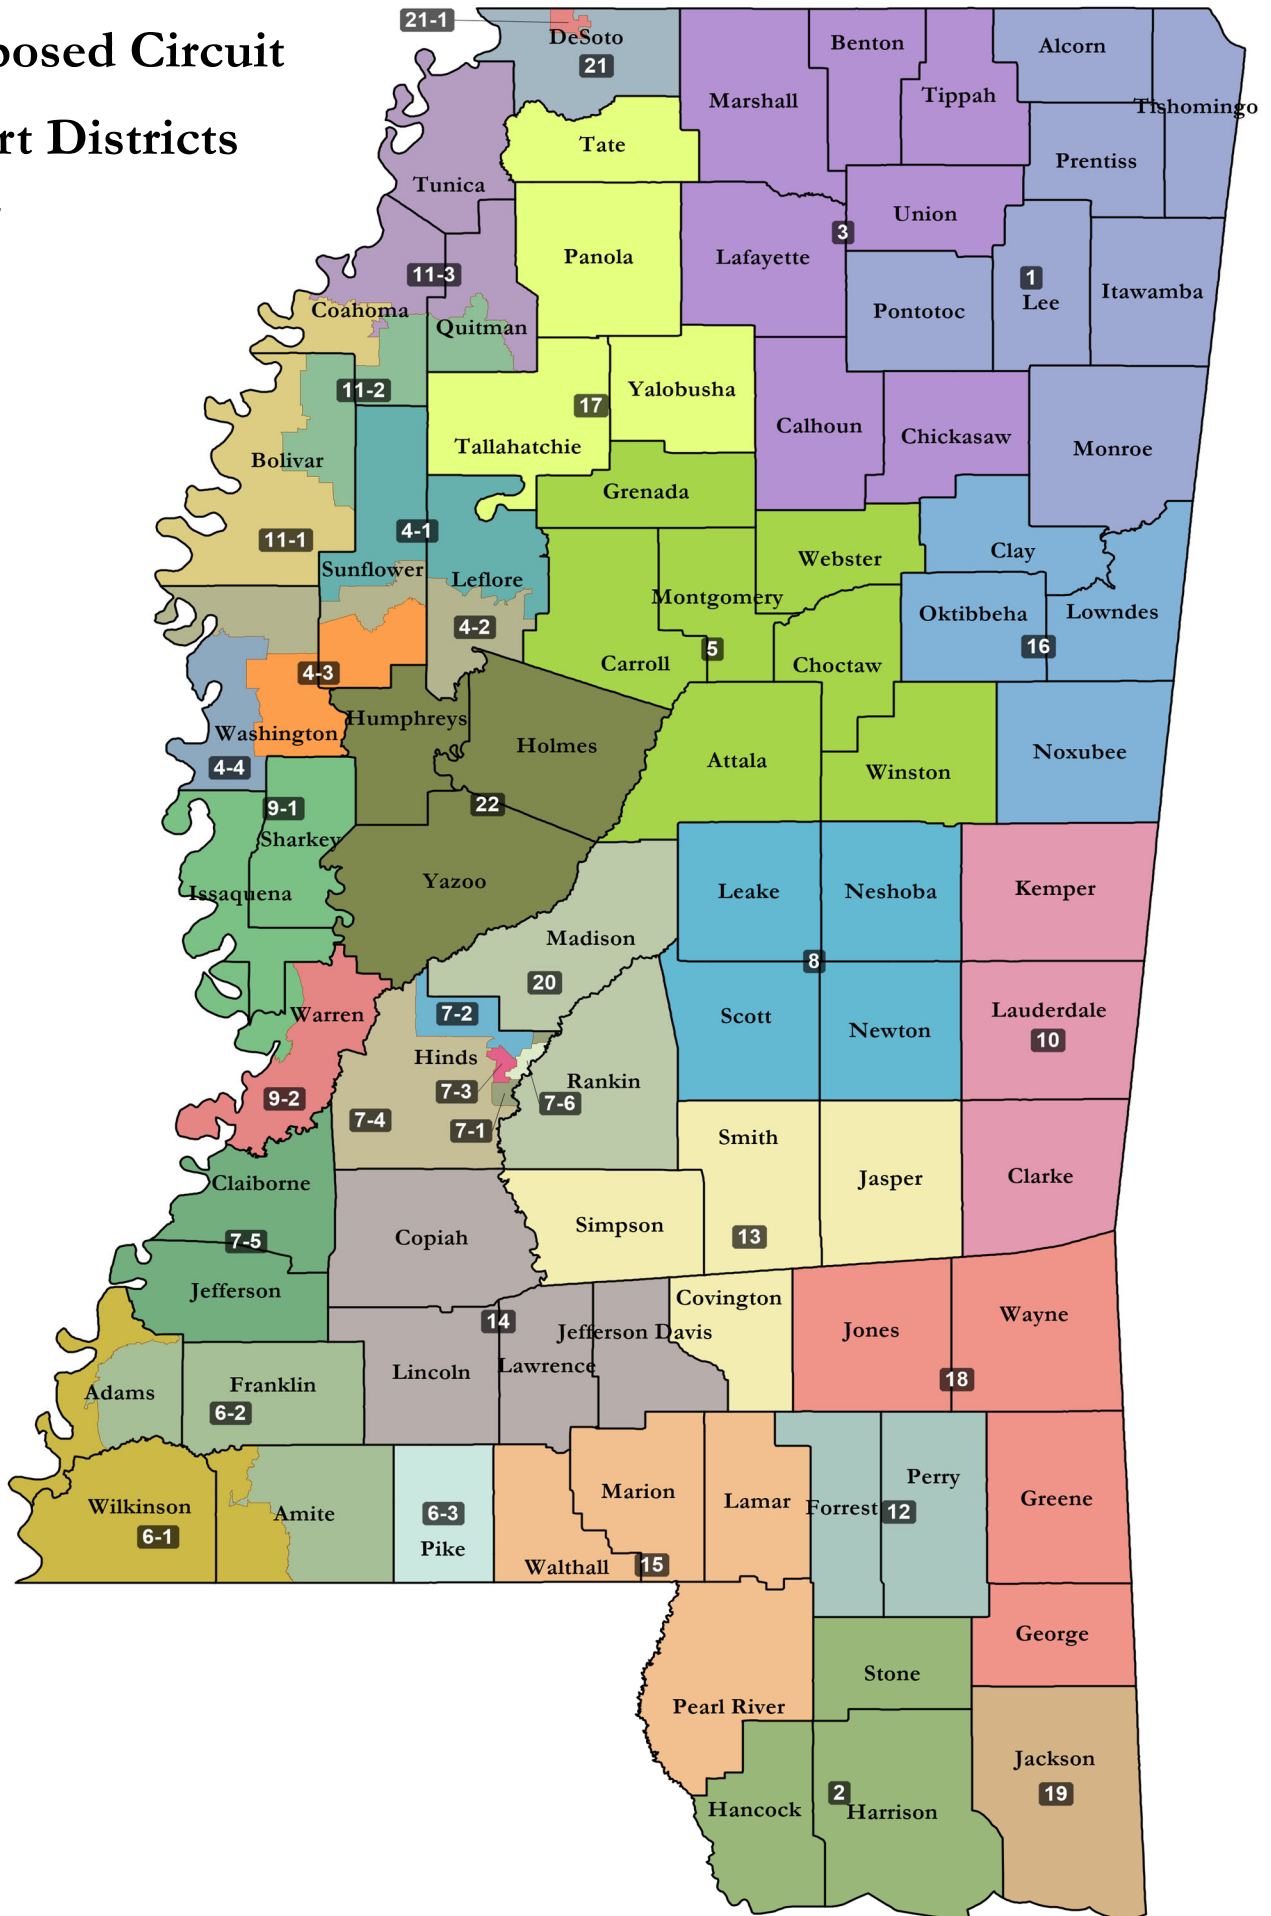 posed Circuit
rt Districts
21-1
DeSoto
21
Benton
Alcorn
Marshall
Tippah
Tishomingo
Tate
Prentiss
Tunica
Union
3
Panola
Lafayette
11-3
1
Itawamba
Lee
Coahoma
Pontotoc
Quitman
11-2
Yalobusha
17
Calhoun
Chickasaw
Tallahatchie
Monroe
Bolivar
Grenada
4-1
11-1
Clay
Webster
Sunflower
Leflore
Montgomery
Oktibbeha
Lowndes
4-2
16
5
Carroll
Choctaw
4-3
Humphreys
Washington
Holmes
Noxubee
Attala
4-4
Winston
22
9-1
Sharkey
Yazoo
Kemper
Issaquena
Leake
Neshoba
Madison
8
20
Lauderdale
7-2
Warren
Scott
Newton
10
Hinds
Rankin
7-3
9-2
7-6
7-4
7-1
Smith
Claiborne
Clarke
Jasper
Simpson
Copiah
13
7-5
Jefferson
Covington
Wayne
14
Jefferson Davis
Jones
Lawrence
Lincoln
18
Franklin
Adams
6-2
Perry
Marion
Greene
Lamar
Wilkinson
Forrest
12
Amite
6-3
6-1
Pike
Walthall
15
George
Stone
Pearl River
Jackson
2
19
Hancock
Harrison